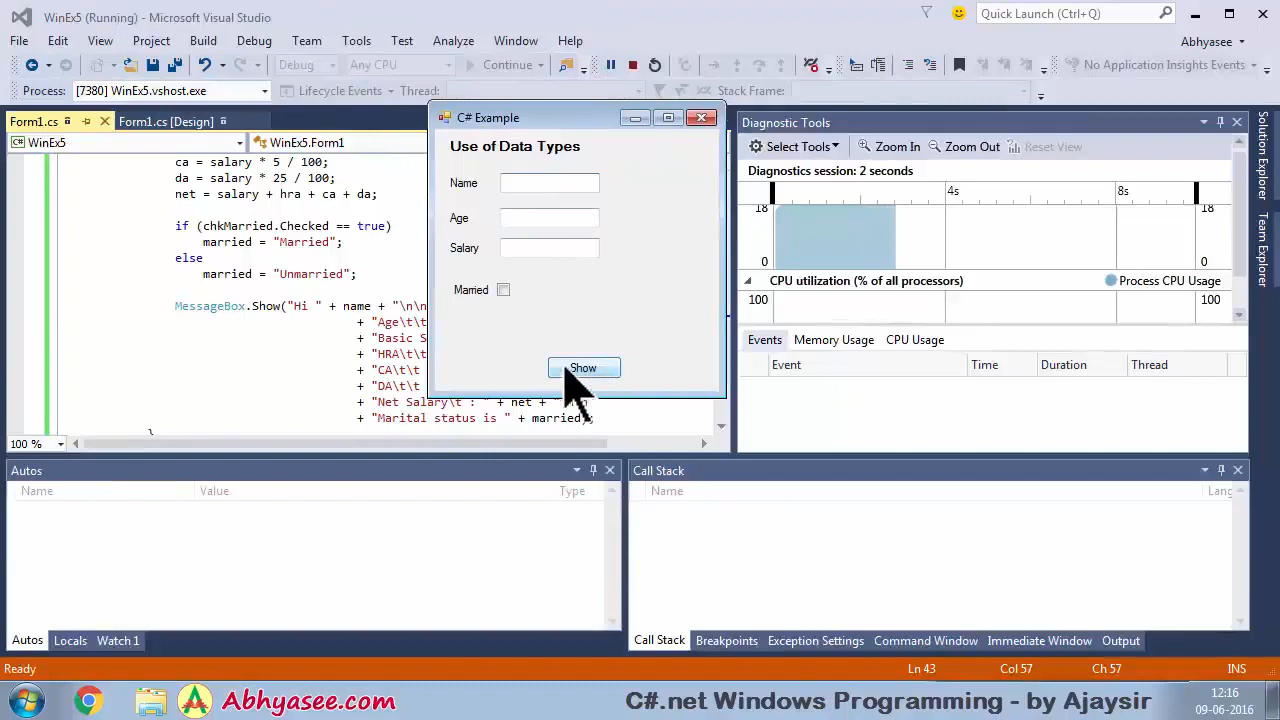 WinEx5 (Running) - Microsoft Visual Studio
Quick Launch (Ctrl+Q)
File Edit View Project Build Debug Team Tools Test Analyze Window Help
Abhyasee
Debug Any CPU Continue
No Application Insights Events
Process: [7380] WinEx5.vshost.exe Lifecycle Events Thread: Stack Frame:
Form1.cs Form1.cs [Design]
WinEx5 WinEx5.Form1
ca = salary * 5 / 100;
da = salary * 25 / 100;
net = salary + hra + ca + da;
if (chkMarried.Checked == true)
married = "Married";
else
married = "Unmarried";
MessageBox.Show("Hi " + name + "\n\n
+ "Age\t\t
+ "Basic S
+ "HRA\t\t
+ "CA\t\t
+ "DA\t\t
+ "Net Salary\t : " + net +
+ "Marital status is " + married);
}
100 %
C# Example
Use of Data Types
Name
Age
Salary
Married
Show
Diagnostic Tools
Select Tools Zoom In Zoom Out Reset View
Diagnostics session: 2 seconds
4s 8s
18 18
0 0
CPU utilization (% of all processors) Process CPU Usage
100 100
Events Memory Usage CPU Usage
Event Time Duration Thread
Solution Explorer
Team Explorer
Autos
Name Value Type
Autos Locals Watch 1
Call Stack
Name Lang
Call Stack Breakpoints Exception Settings Command Window Immediate Window Output
Ready Ln 43 Col 57 Ch 57 INS
Abhyasee.com
C#.net Windows Programming - by Ajaysir
12:16
09-06-2016